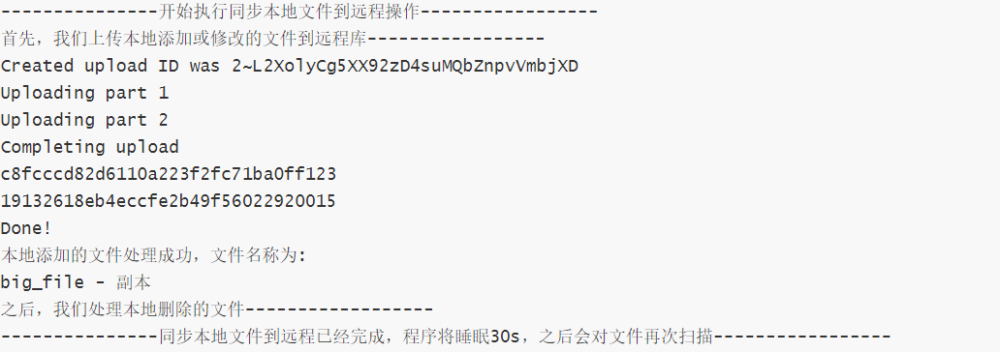 ---------------开始执行同步本地文件到远程操作-----------------
首先，我们上传本地添加或修改的文件到远程库-----------------
Created upload ID was 2~L2XolyCg5XX92zD4suMQbZnpvVmbjXD
Uploading part 1
Uploading part 2
Completing upload
c8fcccd82d6110a223f2fc71ba0ff123
19132618eb4eccfe2b49f56022920015
Done!
本地添加的文件处理成功，文件名称为:
big_file - 副本
之后，我们处理本地删除的文件------------------
---------------同步本地文件到远程已经完成，程序将睡眠30s，之后会对文件再次扫描-----------------